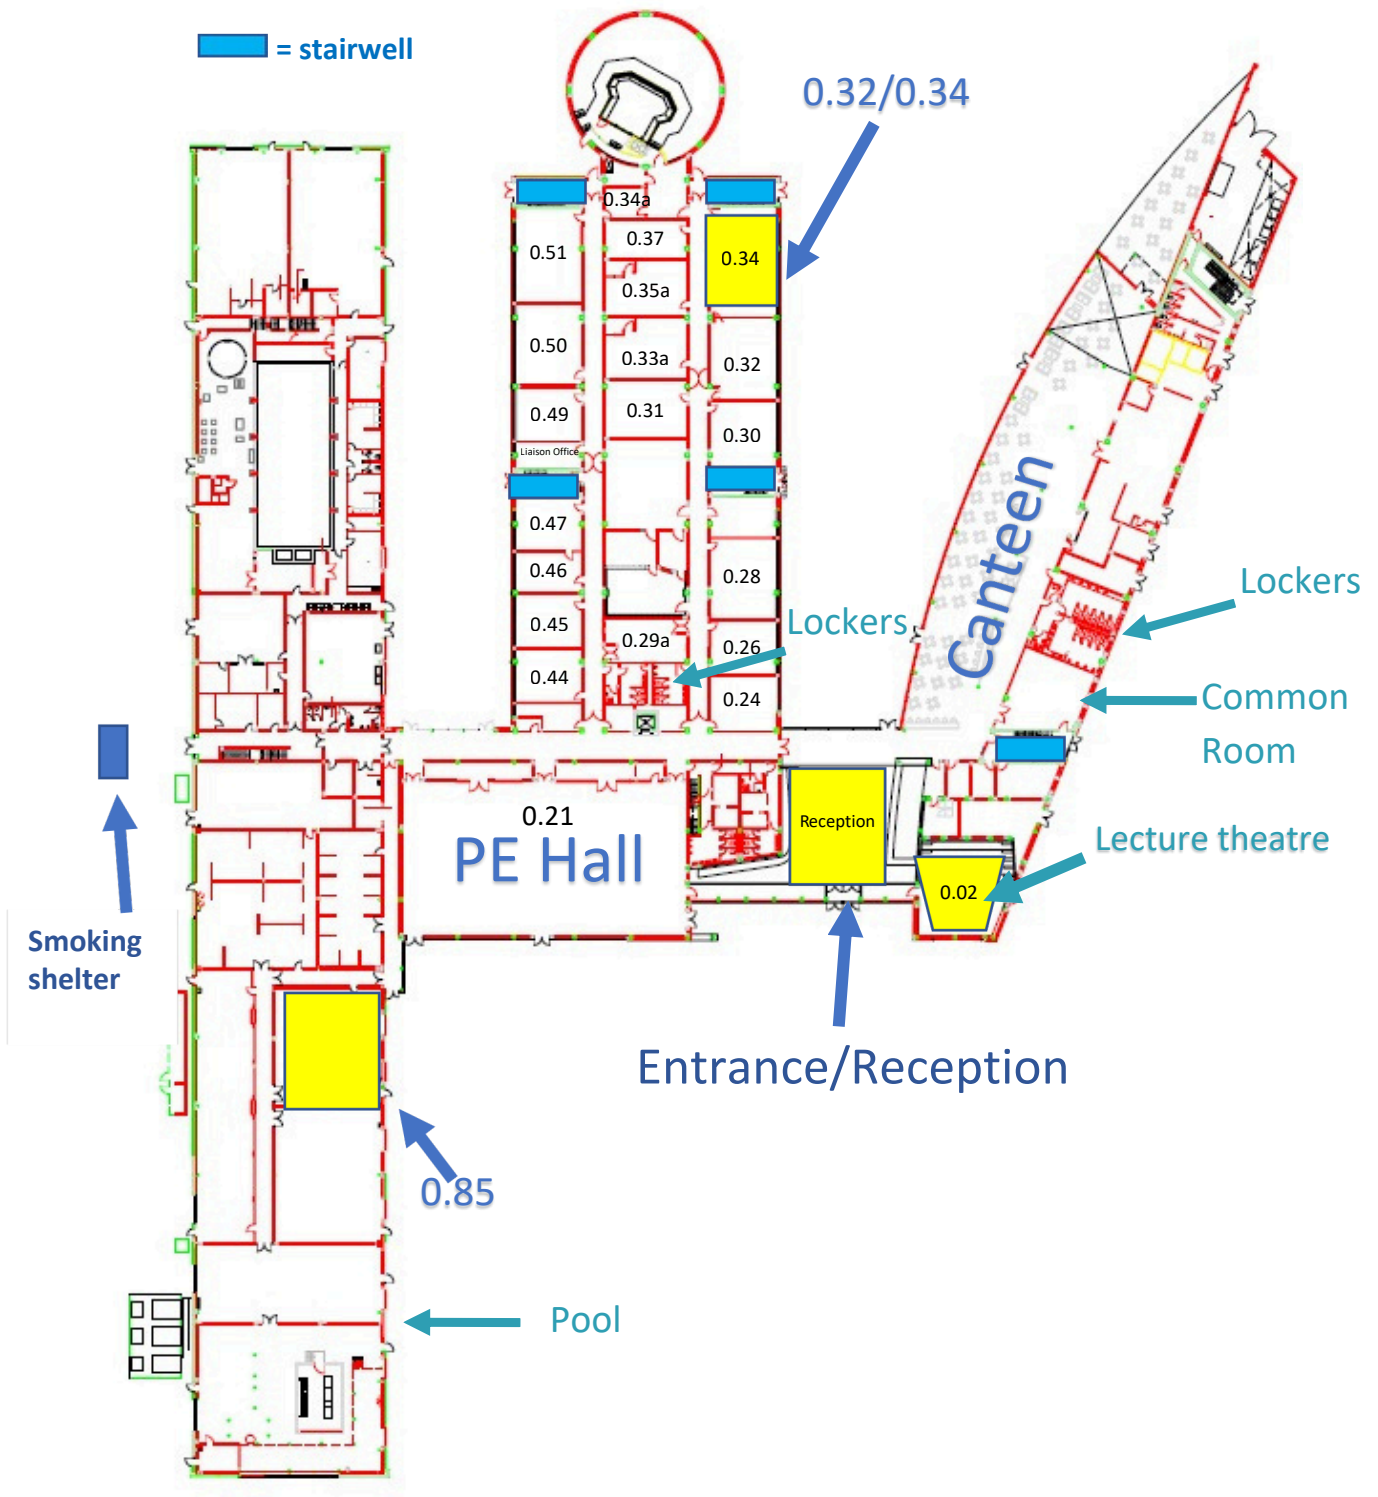 = stairwell
0.32/0.34
0.34a
0.51
0.37
0.34
0.35a
0.50
0.33a
0.32
0.49
0.31
0.30
Liaison Office
0.47
0.46
0.28
0.45
0.29a
0.26
0.44
0.24
Lockers
Canteen
Lockers
Common
Room
0.21
PE Hall
Reception
Lecture theatre
0.02
Smoking
shelter
Entrance/Reception
0.85
Pool